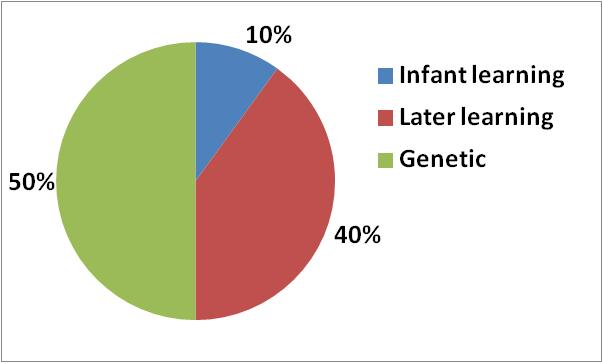 10%
Infant learning
Later learning
Genetic
50%
40%